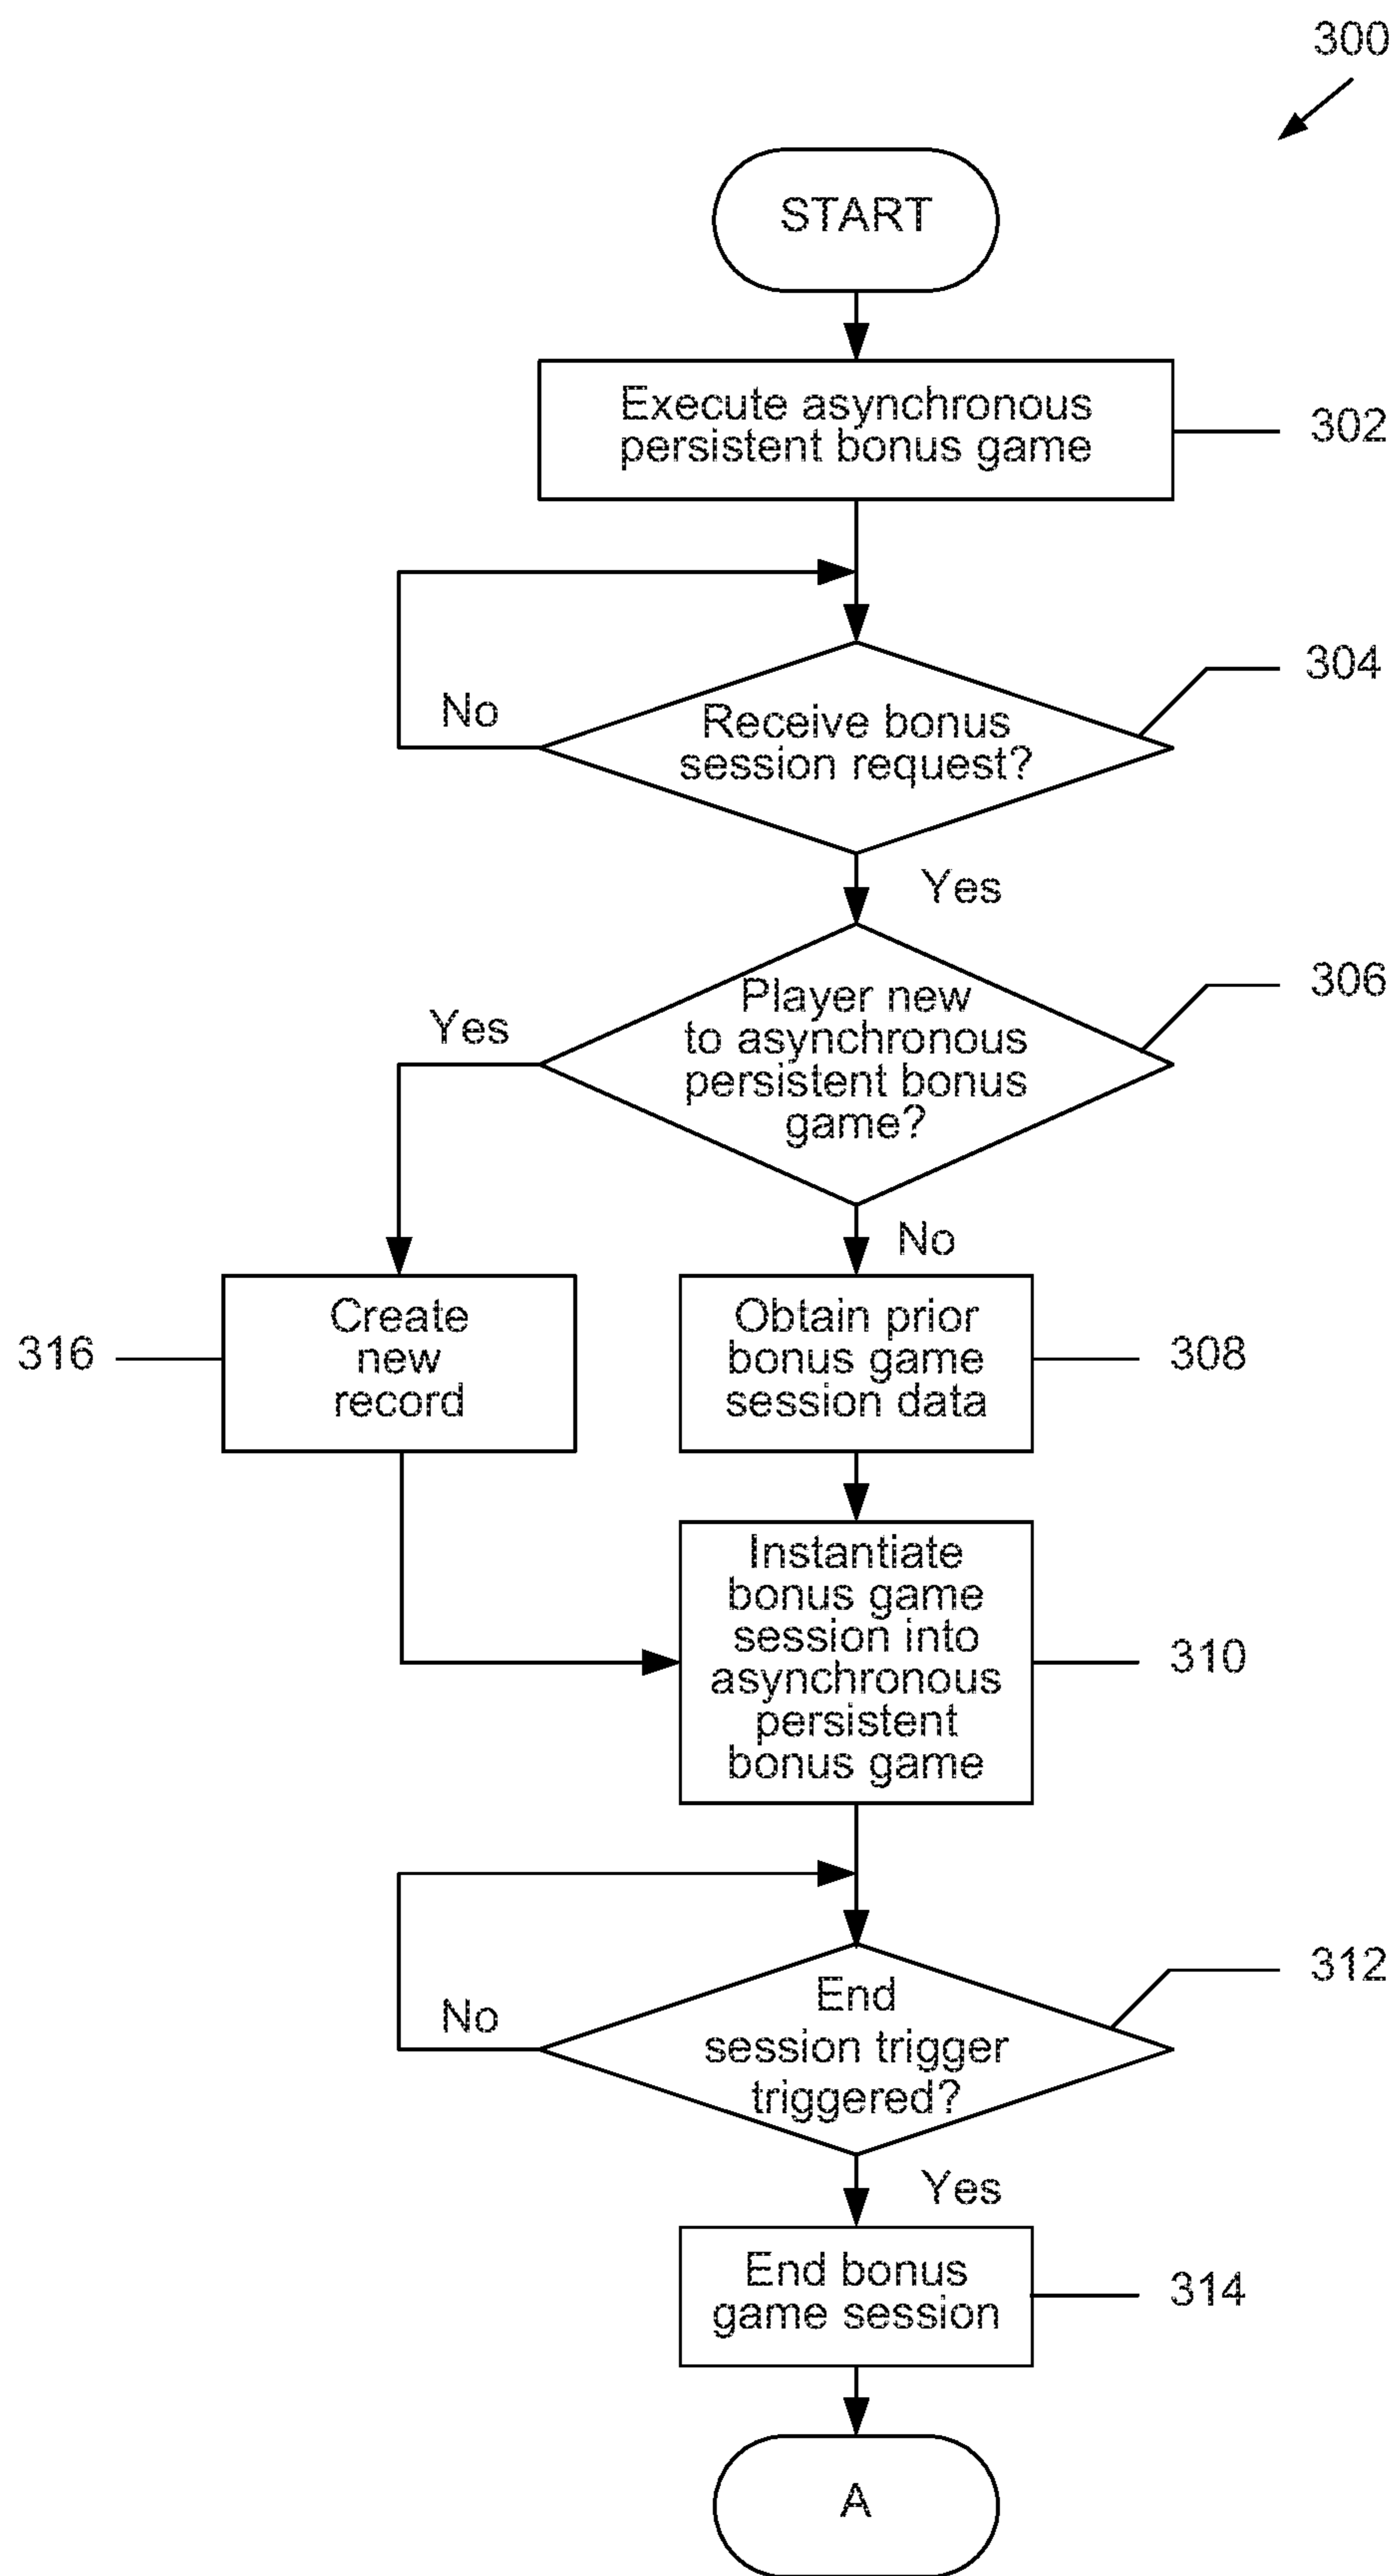 300
START
Execute asynchronous
persistent bonus game
302
304
No
Receive bonus
session request?
Yes
306
Yes
Player new
to asynchronous
persistent bonus
game?
No
316
Create
new
record
Obtain prior
bonus game
session data
308
Instantiate
bonus game
session into
asynchronous
persistent
bonus game
310
312
No
End
session trigger
triggered?
Yes
End bonus
game session
314
A